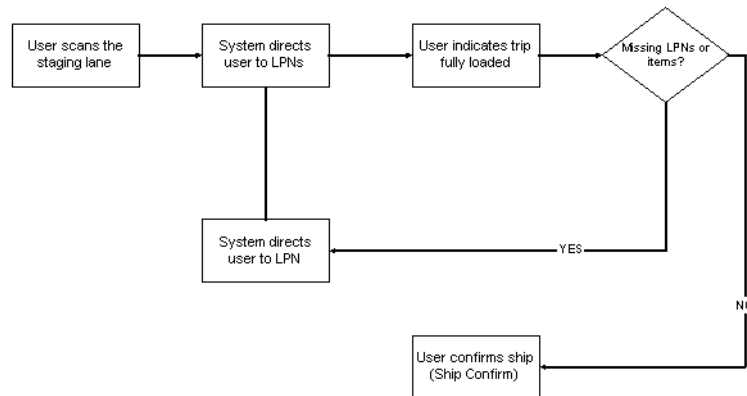 User scans the
staging lane
System directs
user to LPNs
User indicates trip
fully loaded
Missing LPNs or
items?
System directs
user to LPN
YES
NO
User confirms ship
(Ship Confirm)